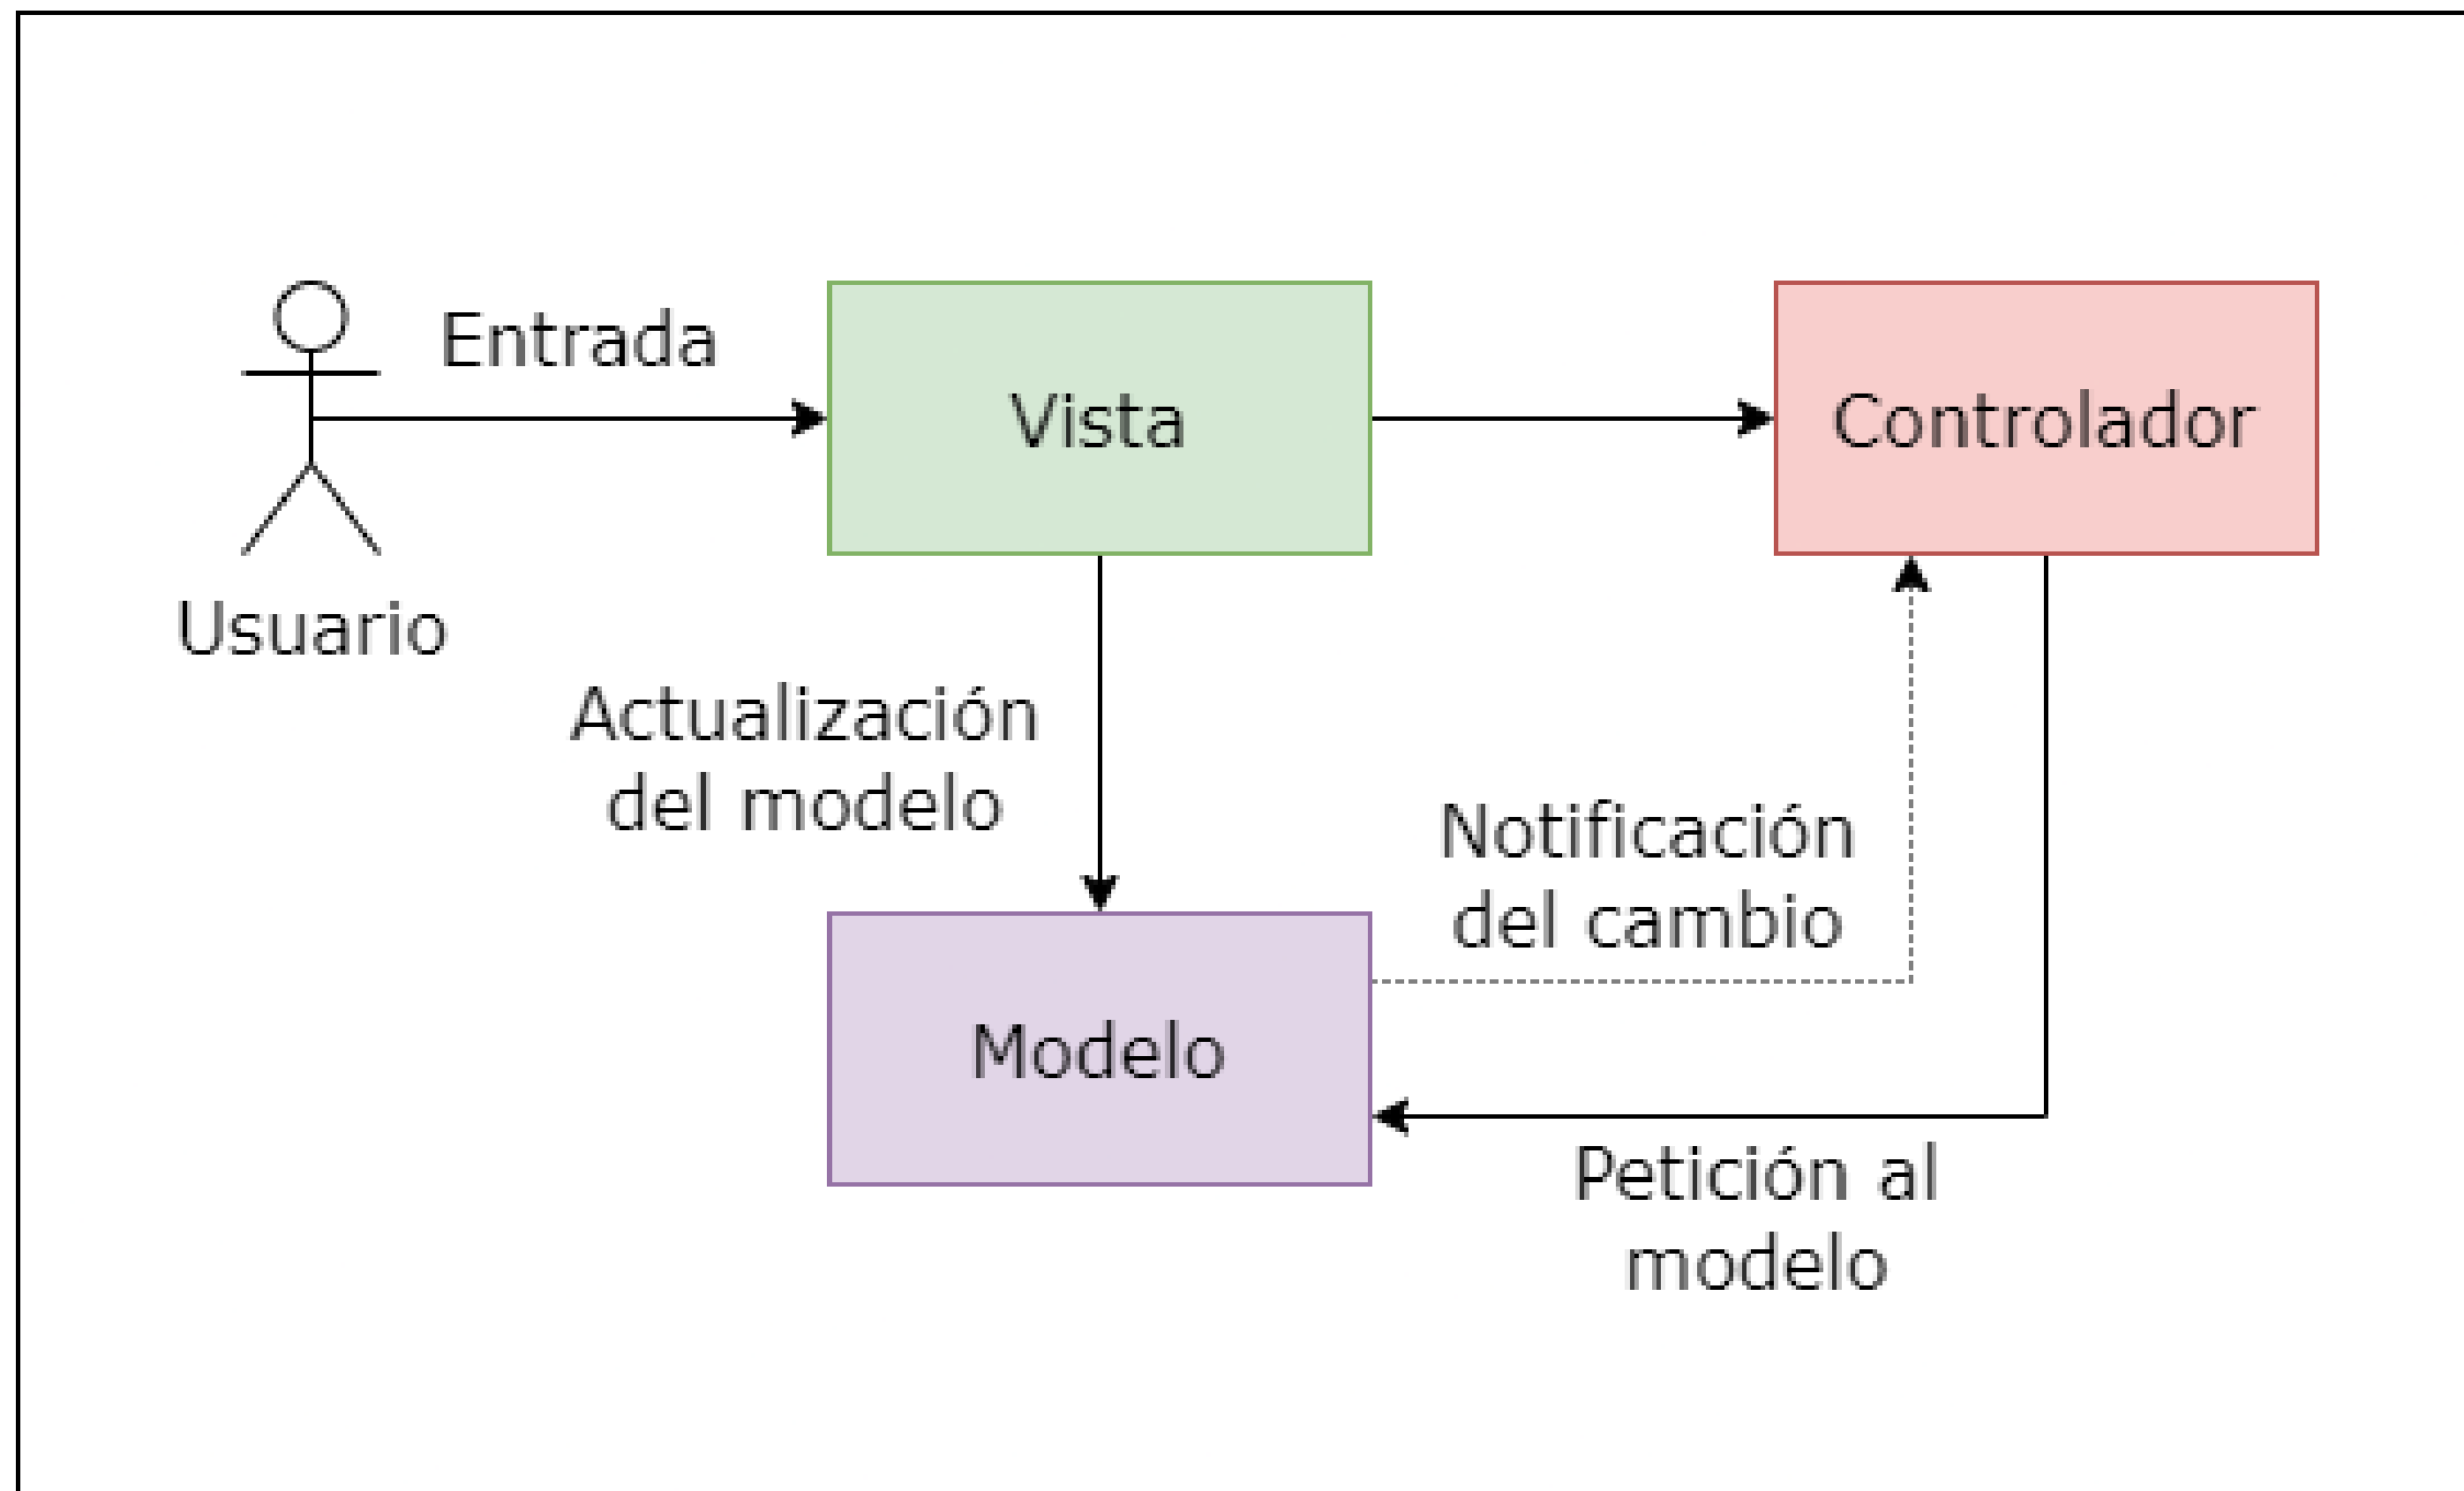 Entrada
Vista
Controlador
Usuario
Actualización
del modelo
Notificación
del cambio
Modelo
Petición al
modelo